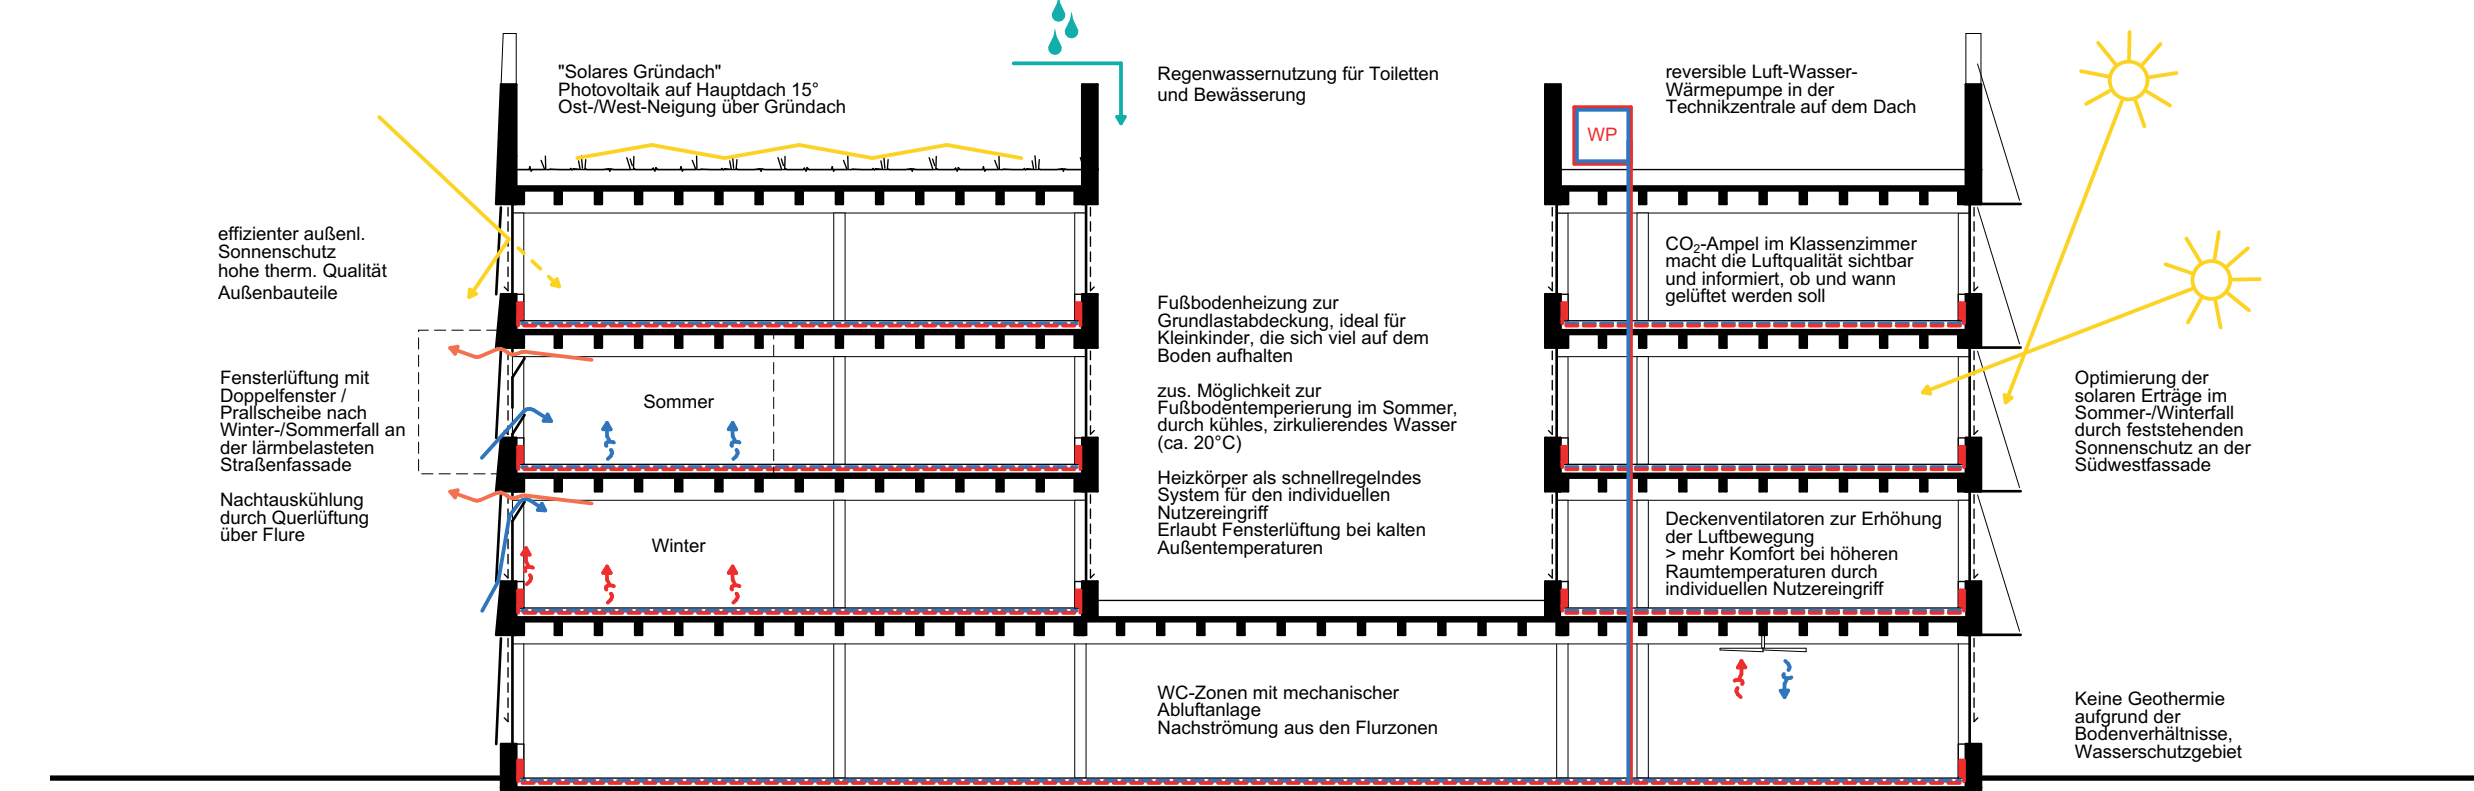 "Solares Gründach"
Photovoltaik auf Hauptdach 15°
Ost-/West-Neigung über Gründach
Regenwassernutzung für Toiletten
und Bewässerung
reversible Luft-Wasser-
Wärmepumpe in der
Technikzentrale auf dem Dach
WP
effizienter außenl.
Sonnenschutz
hohe therm. Qualität
Außenbauteile
CO₂-Ampel im Klassenzimmer
macht die Luftqualität sichtbar
und informiert, ob und wann
gelüftet werden soll
Fußbodenheizung zur
Grundlastabdeckung, ideal für
Kleinkinder, die sich viel auf dem
Boden aufhalten
zus. Möglichkeit zur
Fußbodentemperierung im Sommer,
durch kühles, zirkulierendes Wasser
(ca. 20°C)
Heizkörper als schnellregelndes
System für den individuellen
Nutzereingriff
Erlaubt Fensterlüftung bei kalten
Außentemperaturen
Fensterlüftung mit
Doppelfenster /
Prallscheibe nach
Winter-/Sommerfall an
der lärmbelasteten
Straßenfassade
Nachtauskühlung
durch Querlüftung
über Flure
Sommer
Winter
Optimierung der
solaren Erträge im
Sommer-/Winterfall
durch feststehenden
Sonnenschutz an der
Südwestfassade
Deckenventilatoren zur Erhöhung
der Luftbewegung
> mehr Komfort bei höheren
Raumtemperaturen durch
individuellen Nutzereingriff
WC-Zonen mit mechanischer
Abluftanlage
Nachströmung aus den Flurzonen
Keine Geothermie
aufgrund der
Bodenverhältnisse,
Wasserschutzgebiet